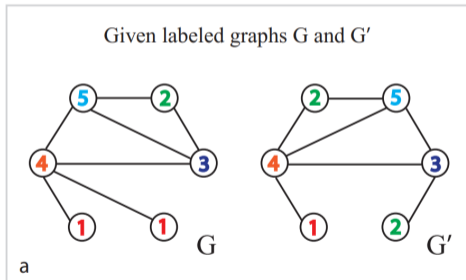 Given labeled graphs G and G′
5 2 2 5
4 3 4 3
1 1 1 2
G G′
a